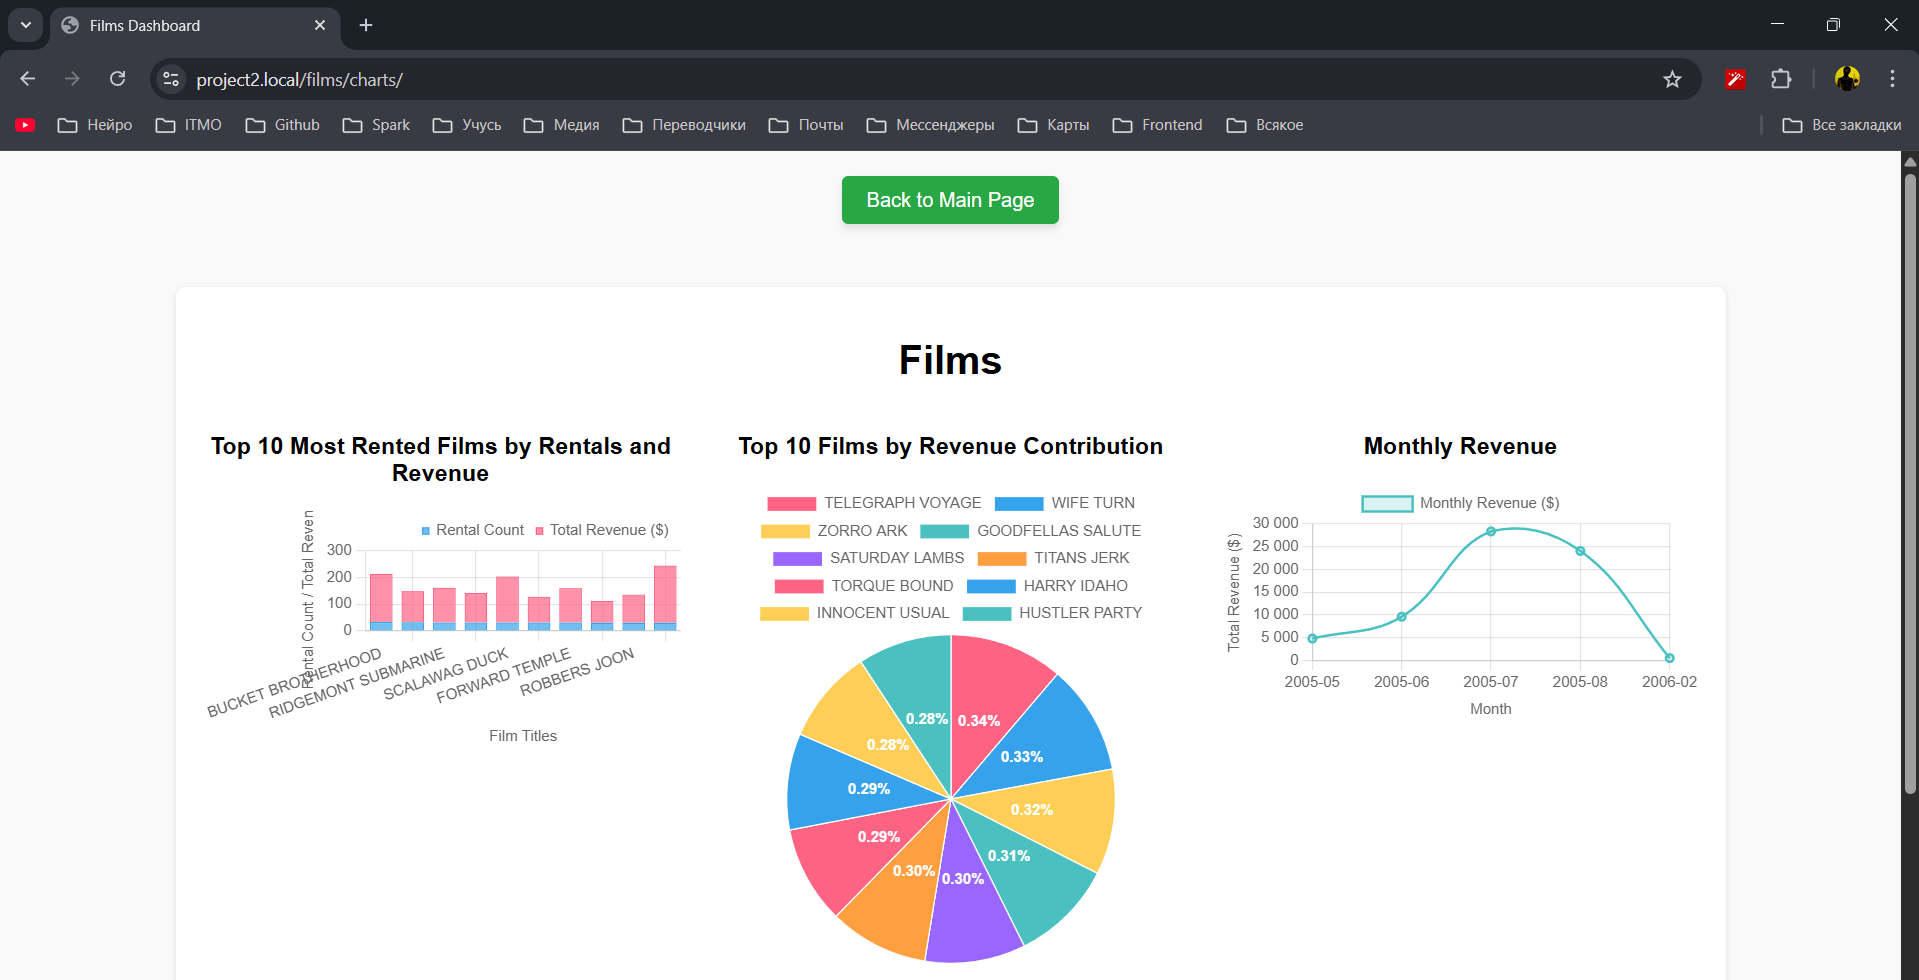 Films Dashboard
project2.local/films/charts/
Нейро ITMO Github Spark Учусь Медия Переводчики Почты Мессенджеры Карты Frontend Всякое Все закладки
Back to Main Page
Films
Top 10 Most Rented Films by Rentals and
Revenue
Rental Count Total Revenue ($)
Rental Count / Total Reven
300
200
100
0
BUCKET BROTHERHOOD
RIDGEMONT SUBMARINE
SCALAWAG DUCK
FORWARD TEMPLE
ROBBERS JOON
Film Titles
Top 10 Films by Revenue Contribution
TELEGRAPH VOYAGE WIFE TURN
ZORRO ARK GOODFELLAS SALUTE
SATURDAY LAMBS TITANS JERK
TORQUE BOUND HARRY IDAHO
INNOCENT USUAL HUSTLER PARTY
0.34%
0.33%
0.32%
0.31%
0.30%
0.30%
0.29%
0.29%
0.28%
0.28%
Monthly Revenue
Monthly Revenue ($)
Total Revenue ($)
30 000
25 000
20 000
15 000
10 000
5 000
0
2005-05 2005-06 2005-07 2005-08 2006-02
Month